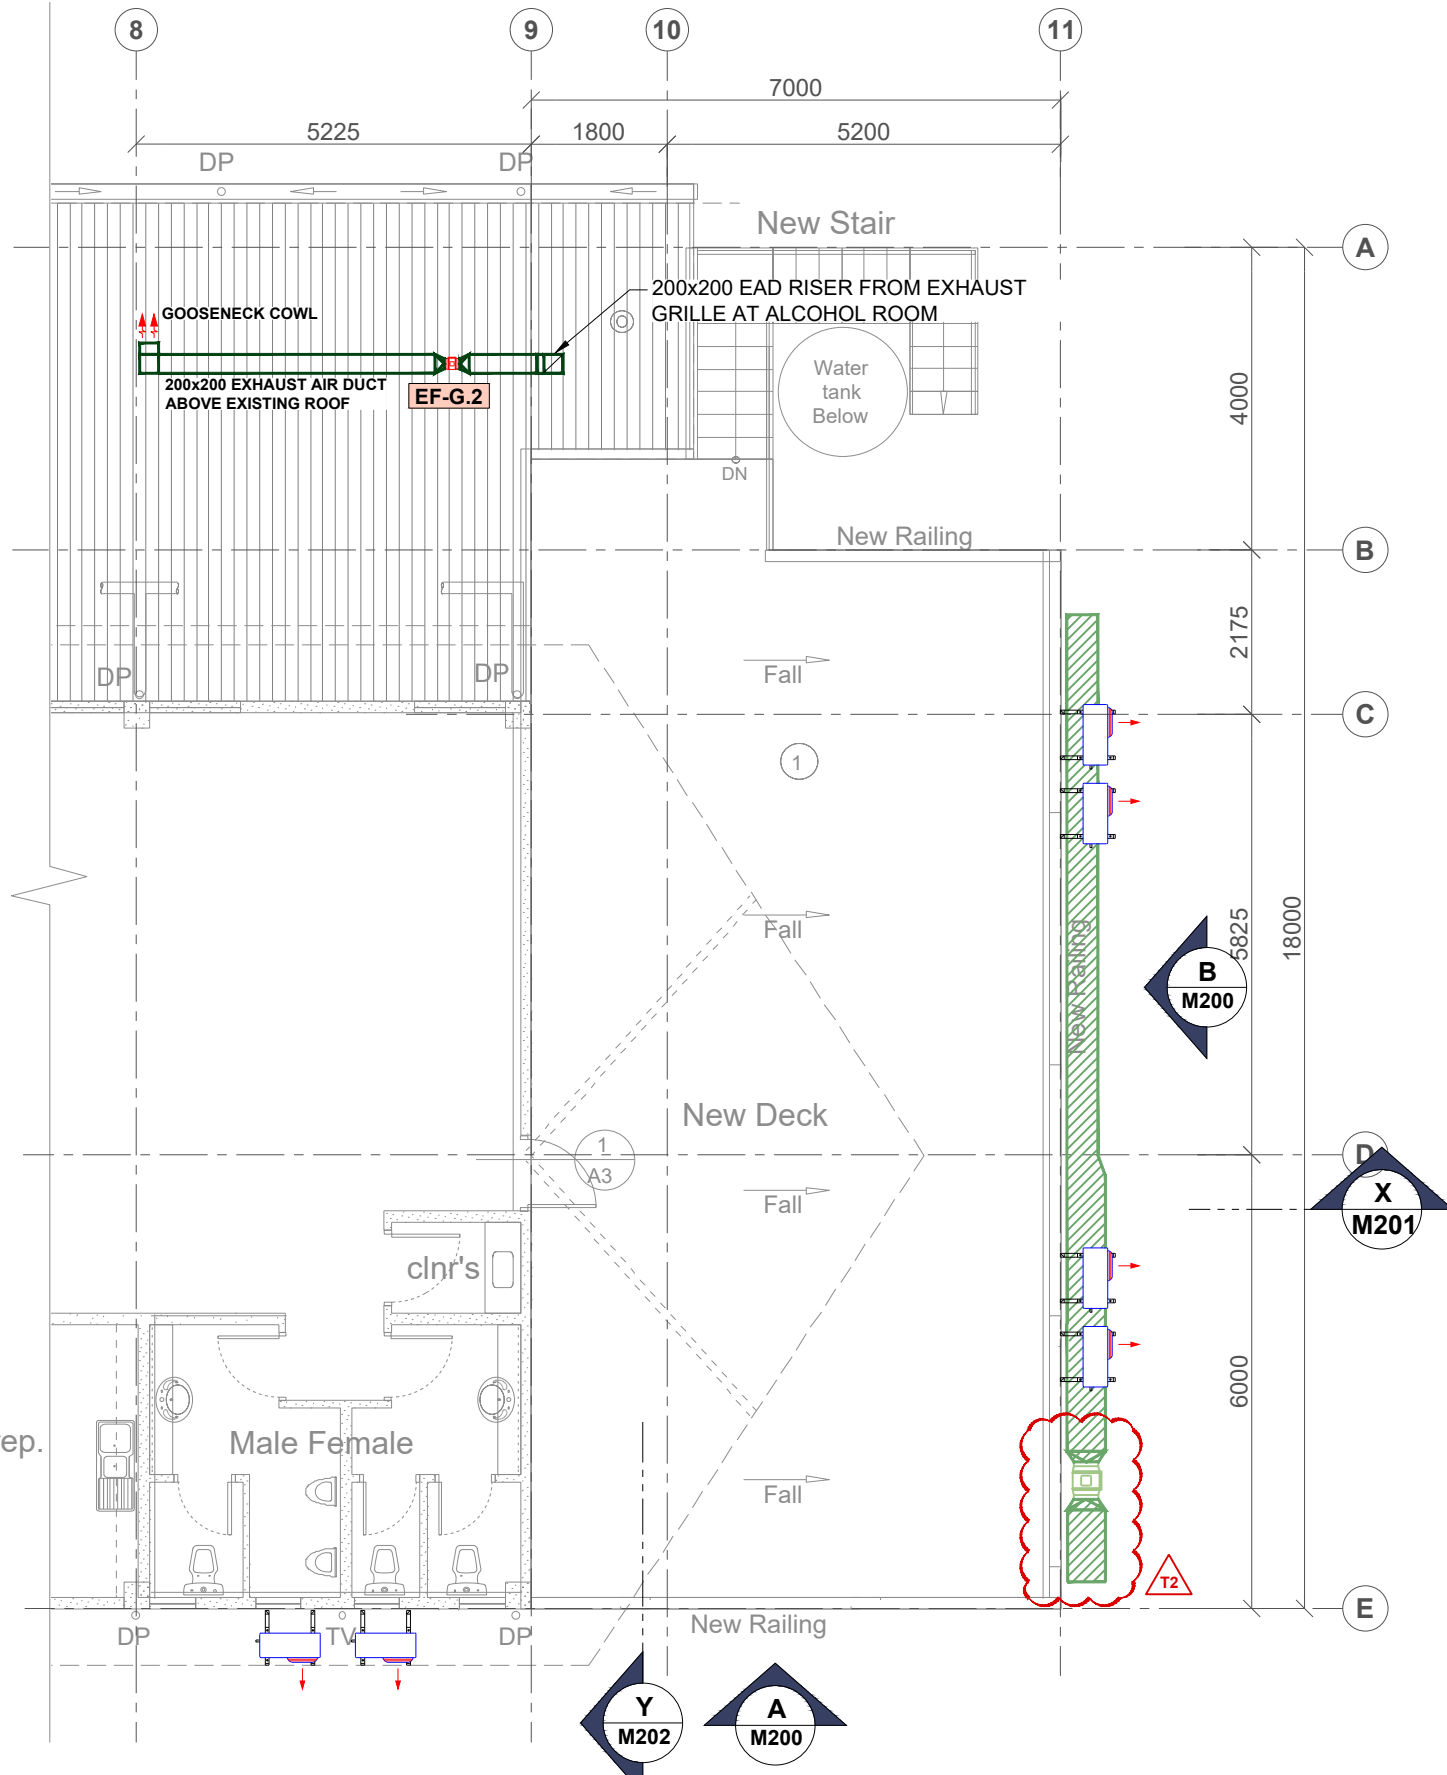 8
9
10
11
7000
5225
1800
5200
DP
DP
New Stair
A
200x200 EAD RISER FROM EXHAUST
GRILLE AT ALCOHOL ROOM
GOOSENECK COWL
200x200 EXHAUST AIR DUCT
ABOVE EXISTING ROOF
EF-G.2
Water
tank
Below
4000
DN
New Railing
B
2175
DP
DP
Fall
C
1
Fall
New Railing
5825
18000
B
M200
New Deck
1
A3
D
Fall
X
M201
clnr's
6000
Male Female
ep.
Fall
T2
E
DP
TV
DP
New Railing
Y
M202
A
M200